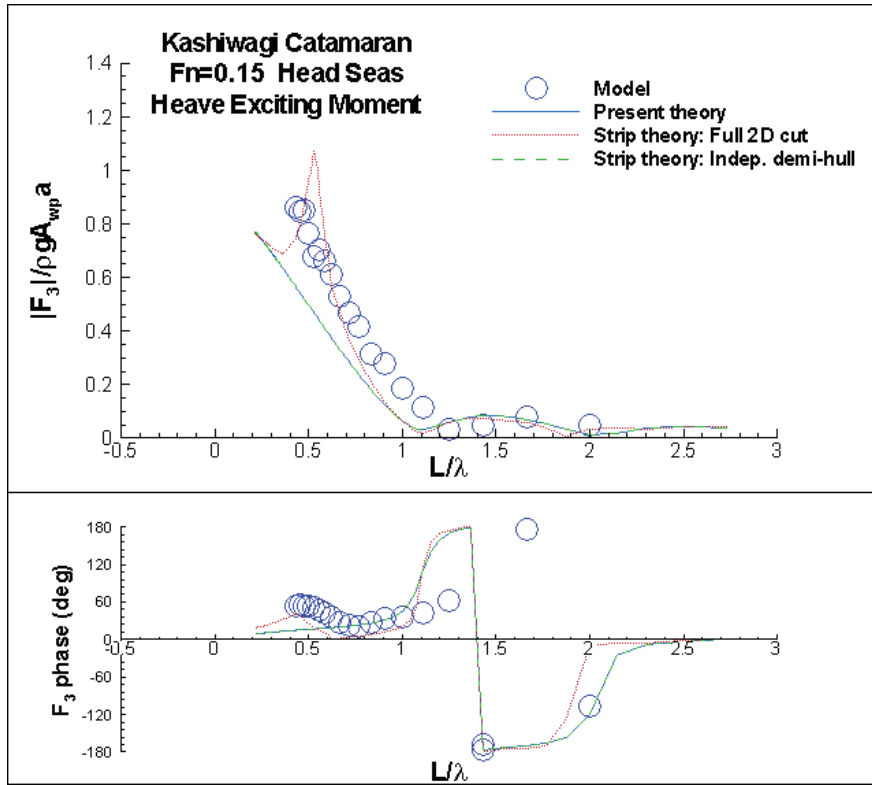 Kashiwagi Catamaran
Fn=0.15 Head Seas
Heave Exciting Moment
Model
Present theory
Strip theory: Full 2D cut
Strip theory: Indep. demi-hull
|F₃|/ρgA_wp a
1.4
1.2
1
0.8
0.6
0.4
0.2
0
-0.5 0 0.5 1 1.5 2 2.5 3
L/λ
F₃ phase (deg)
180
120
60
0
-60
-120
-180
-0.5 0 0.5 1 1.5 2 2.5 3
L/λ